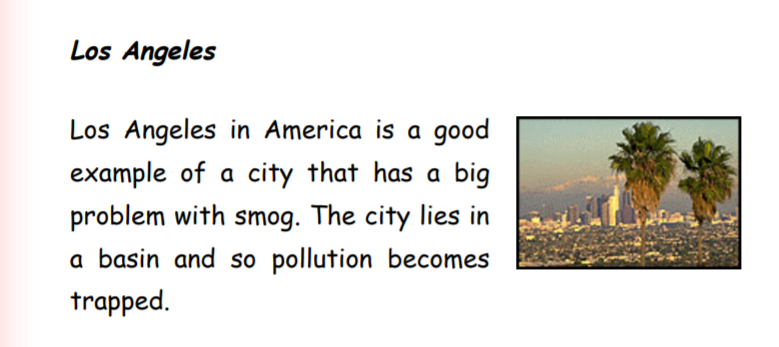 Los Angeles
Los Angeles in America is a good
example of a city that has a big
problem with smog. The city lies in
a basin and so pollution becomes
trapped.